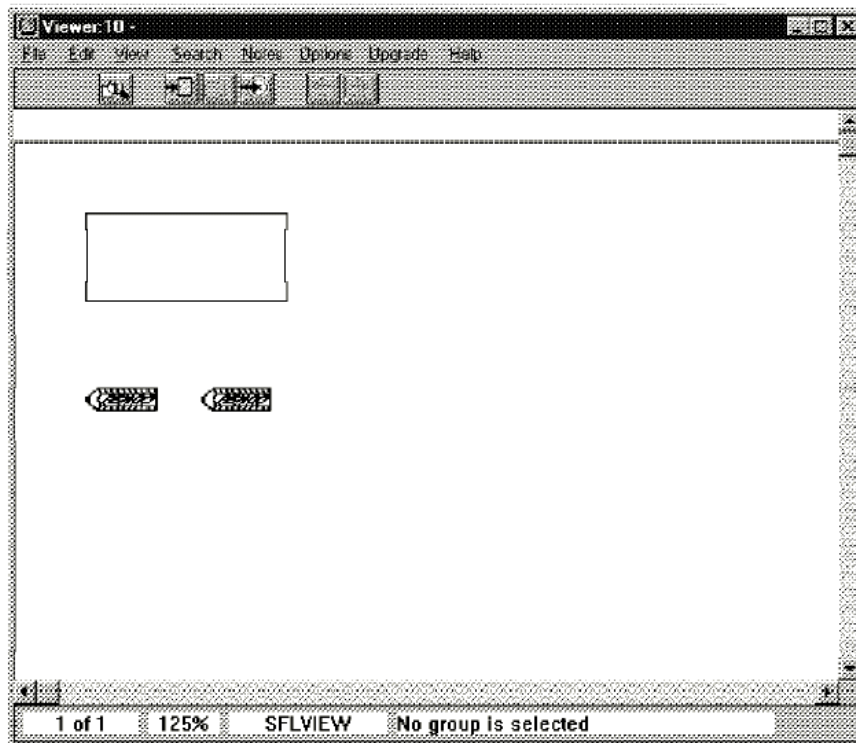 Viewer:10 -
File Edit View Search Notes Options Upgrade Help
1 of 1 125% SFLVIEW No group is selected